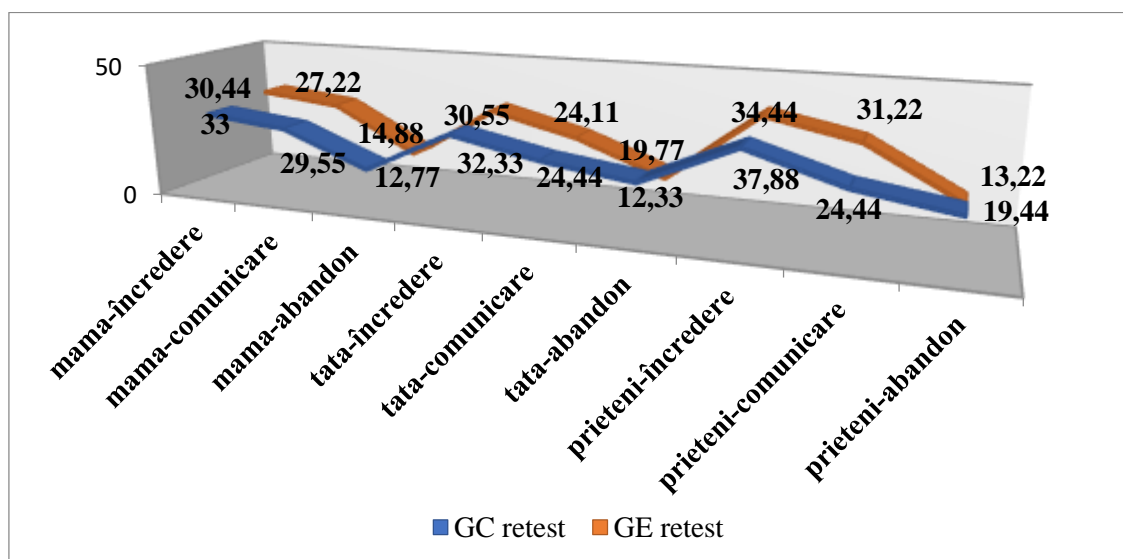 50
0
30,44
27,22
14,88
30,55
24,11
19,77
34,44
31,22
13,22
33
29,55
12,77
32,33
24,44
12,33
37,88
24,44
19,44
mama-încredere
mama-comunicare
mama-abandon
tata-încredere
tata-comunicare
tata-abandon
prieteni-încredere
prieteni-comunicare
prieteni-abandon
GC retest
GE retest